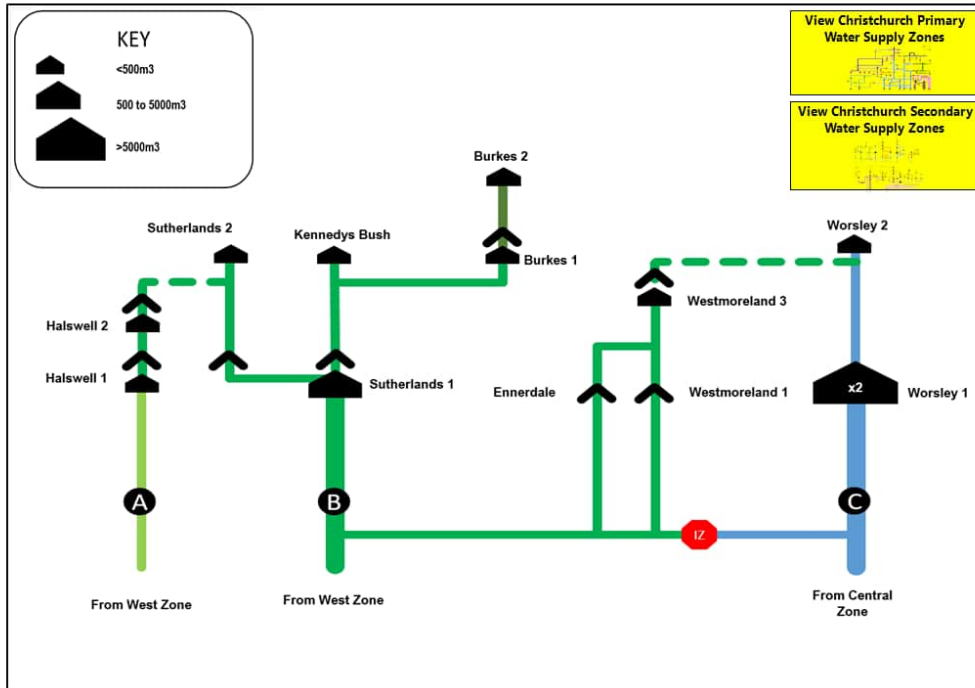 KEY
<500m3
500 to 5000m3
>5000m3
View Christchurch Primary
Water Supply Zones
View Christchurch Secondary
Water Supply Zones
Burkes 2
Sutherlands 2
Kennedys Bush
Worsley 2
Burkes 1
Westmoreland 3
Halswell 2
Halswell 1
Sutherlands 1
Ennerdale
Westmoreland 1
x2
Worsley 1
A
B
C
IZ
From West Zone
From West Zone
From Central
Zone